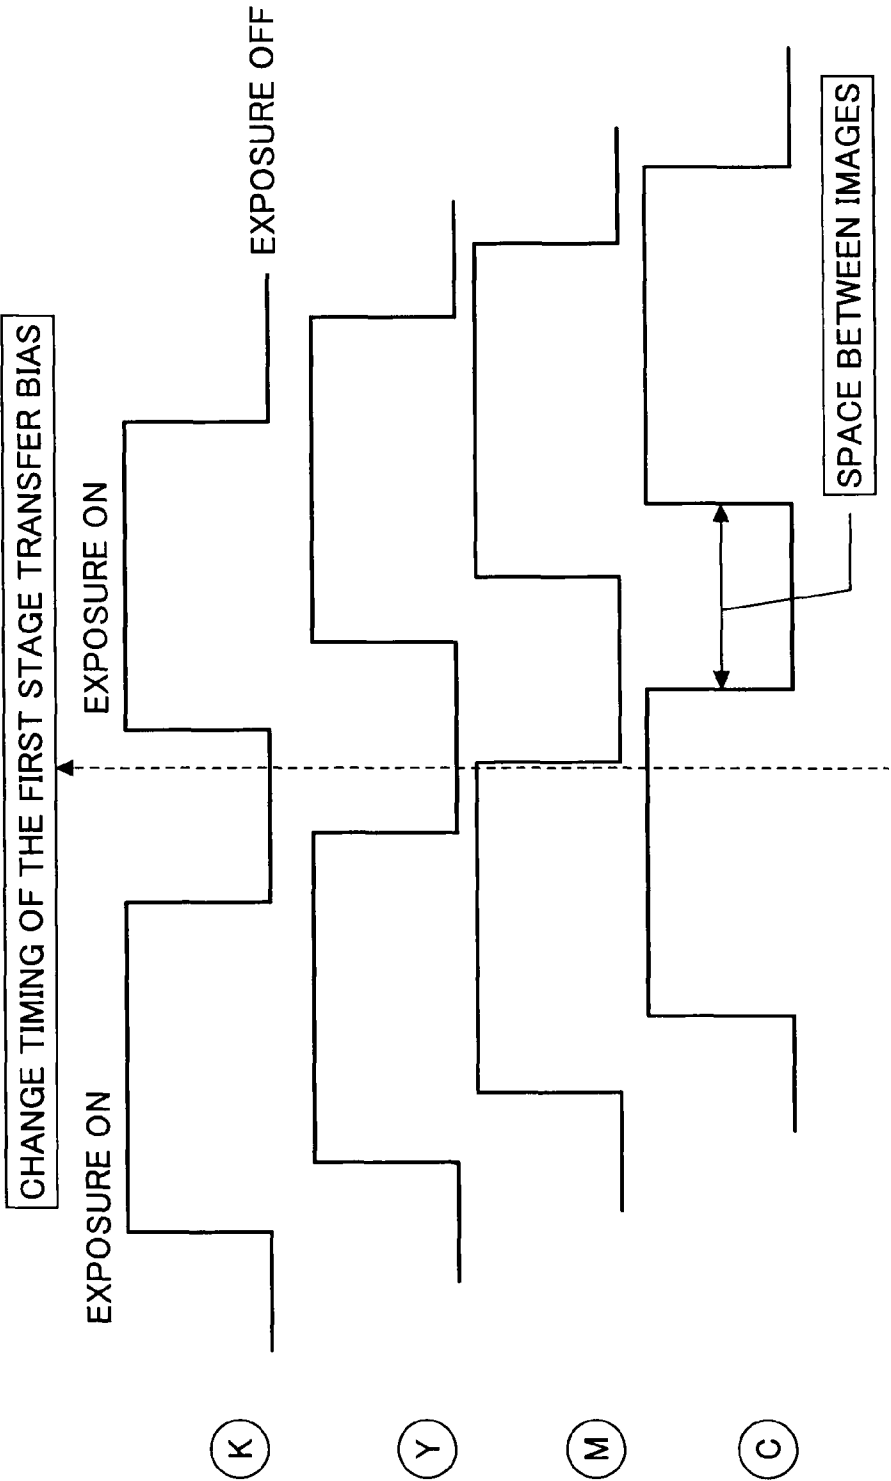 CHANGE TIMING OF THE FIRST STAGE TRANSFER BIAS
EXPOSURE ON
EXPOSURE ON
EXPOSURE OFF
K
Y
M
C
SPACE BETWEEN IMAGES